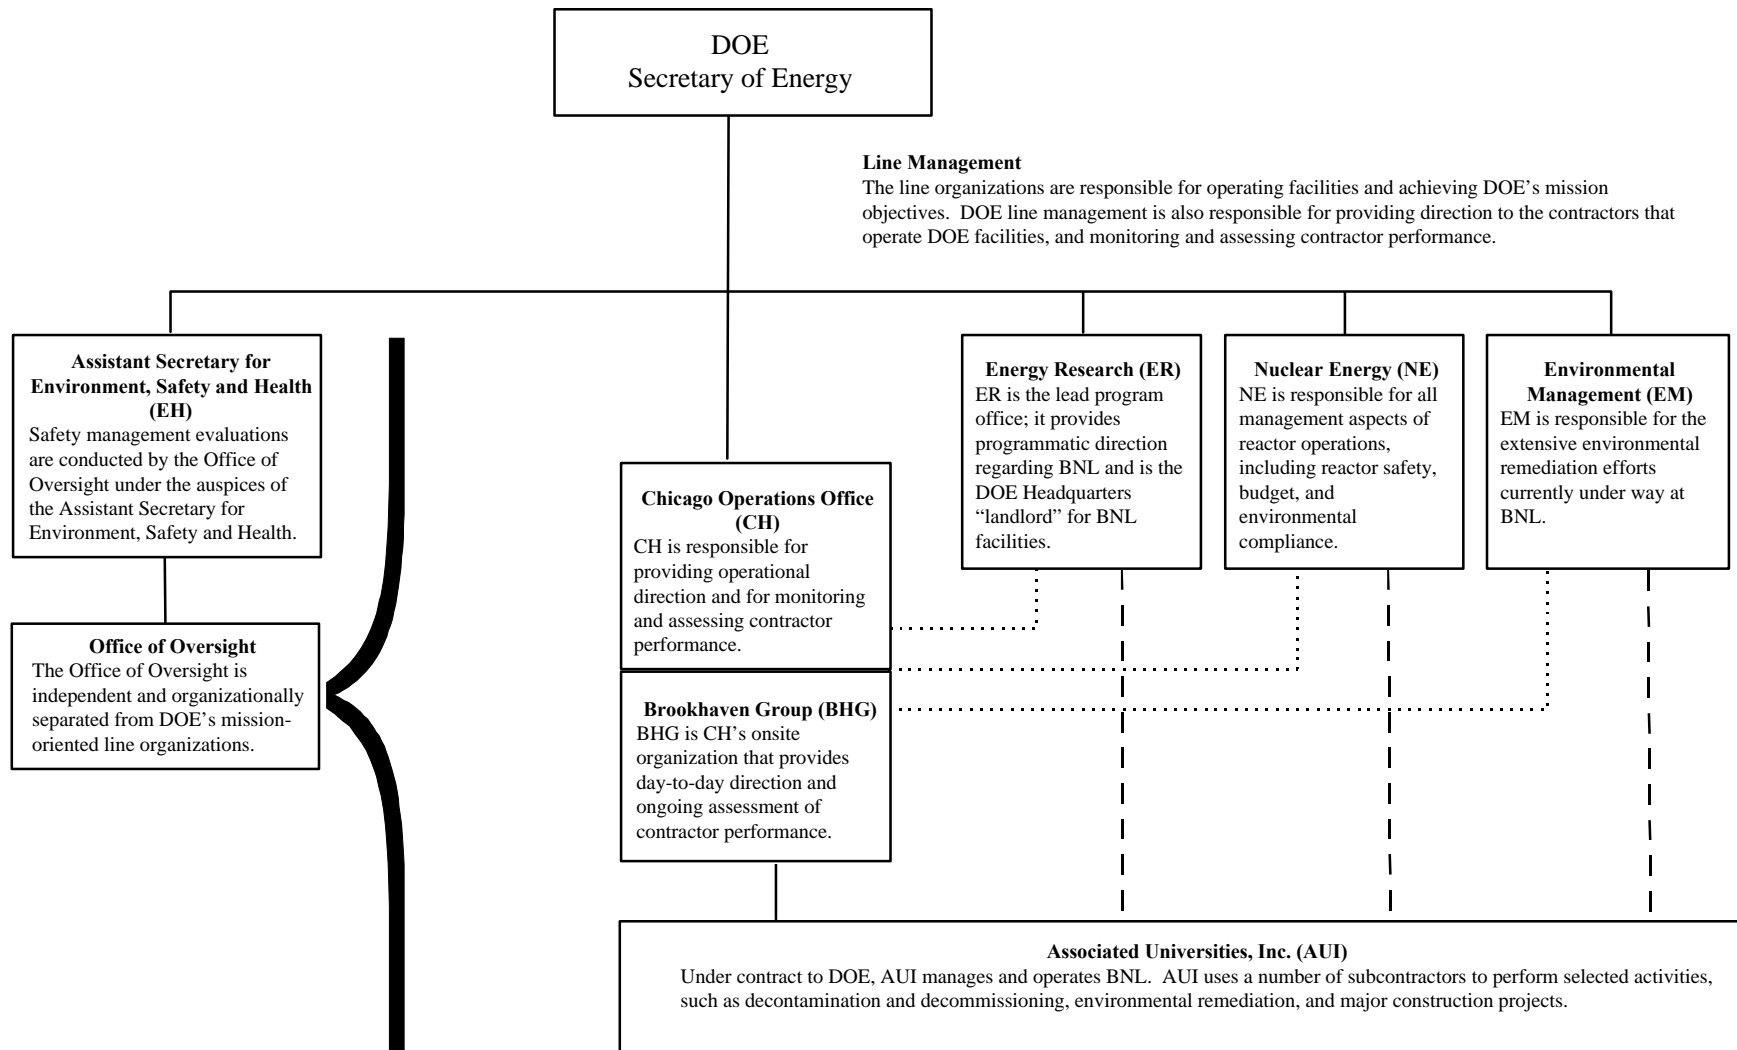 DOE
Secretary of Energy
Line Management
The line organizations are responsible for operating facilities and achieving DOE’s mission
objectives.  DOE line management is also responsible for providing direction to the contractors that
operate DOE facilities, and monitoring and assessing contractor performance.
Assistant Secretary for
Environment, Safety and Health
(EH)
Safety management evaluations
are conducted by the Office of
Oversight under the auspices of
the Assistant Secretary for
Environment, Safety and Health.
Office of Oversight
The Office of Oversight is
independent and organizationally
separated from DOE’s mission-
oriented line organizations.
Chicago Operations Office
(CH)
CH is responsible for
providing operational
direction and for monitoring
and assessing contractor
performance.
Brookhaven Group (BHG)
BHG is CH’s onsite
organization that provides
day-to-day direction and
ongoing assessment of
contractor performance.
Energy Research (ER)
ER is the lead program
office; it provides
programmatic direction
regarding BNL and is the
DOE Headquarters
“landlord” for BNL
facilities.
Nuclear Energy (NE)
NE is responsible for all
management aspects of
reactor operations,
including reactor safety,
budget, and
environmental
compliance.
Environmental
Management (EM)
EM is responsible for the
extensive environmental
remediation efforts
currently under way at
BNL.
Associated Universities, Inc. (AUI)
Under contract to DOE, AUI manages and operates BNL.  AUI uses a number of subcontractors to perform selected activities,
such as decontamination and decommissioning, environmental remediation, and major construction projects.